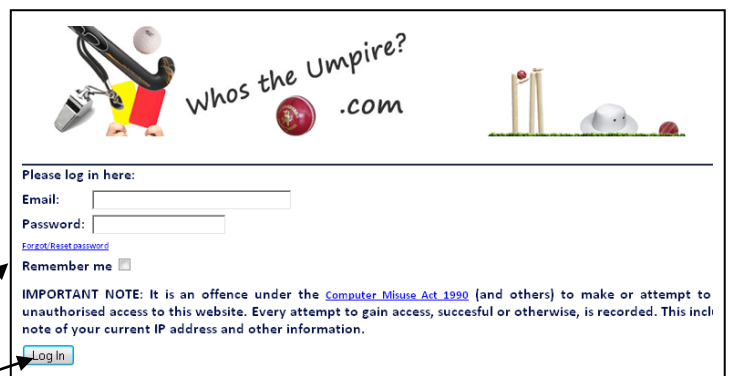 Whos the Umpire?
.com
Please log in here:
Email:
Password:
Forgot/Reset password
Remember me
IMPORTANT NOTE: It is an offence under the Computer Misuse Act 1990 (and others) to make or attempt to
unauthorised access to this website. Every attempt to gain access, succesful or otherwise, is recorded. This
note of your current IP address and other information.
Log In